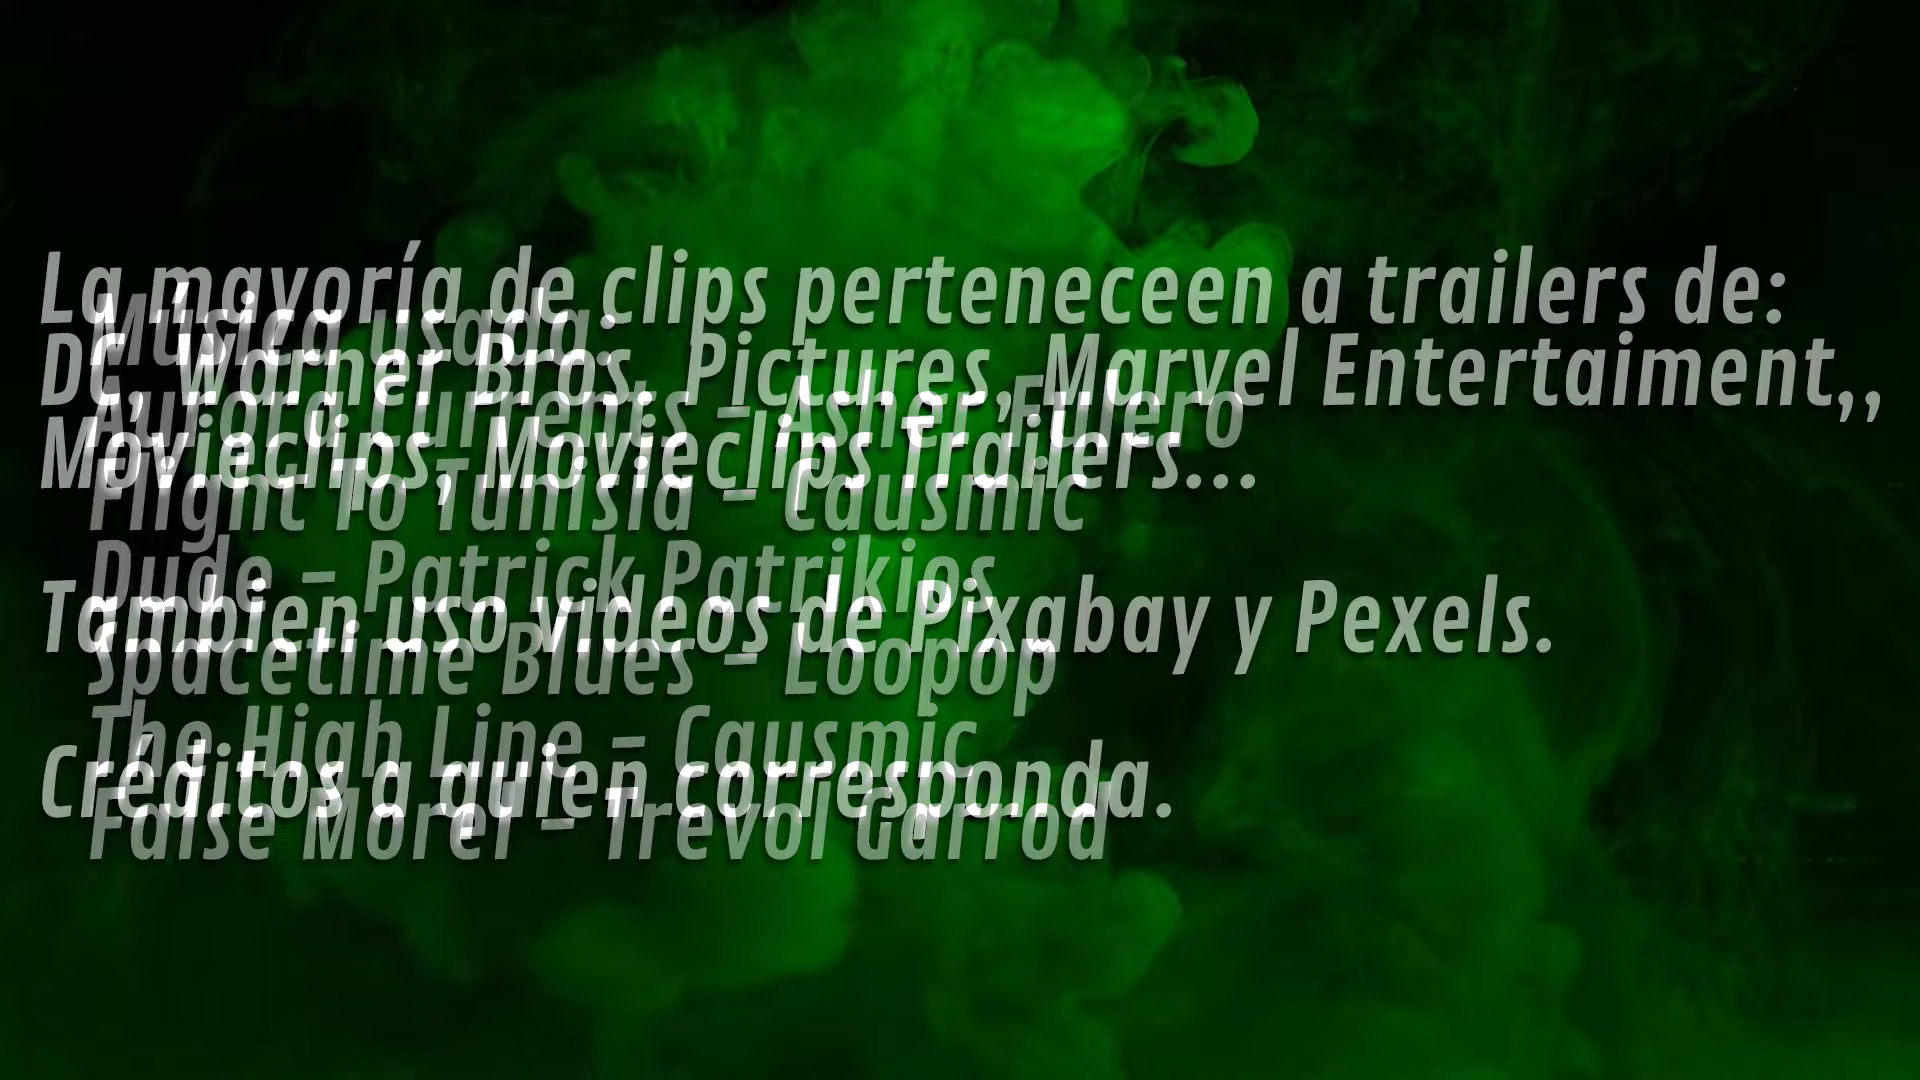 La mayoría de clips perteneceen a trailers de:
DC, Warner Bros. Pictures, Marvel Entertaiment,,
Movieclips, Movieclips Trailers...
Tambien uso videos de Pixabay y Pexels.
Créditos a quien corresponda.
Música usada:
Aurora Currents - Asher Fulero
Flight To Tunisia - Causmic
Dude - Patrick Patrikios
Spacetime Blues - Loopop
The High Line - Causmic
False Morel - Trevor Garrod